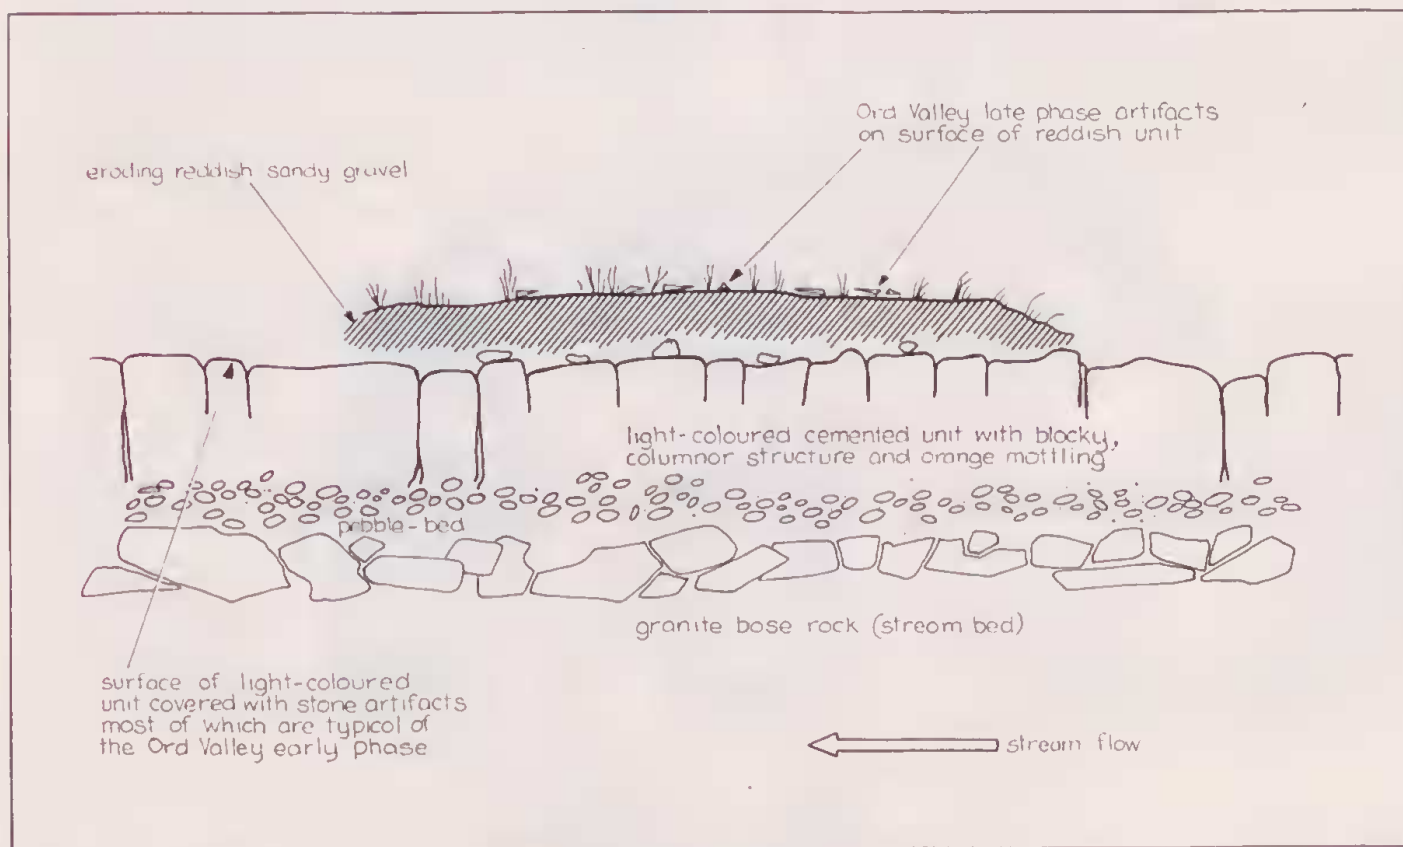 Ord Valley late phase artifacts
on surface of reddish unit
eroding reddish sandy gravel
light-coloured cemented unit with blocky,
columnar structure and orange mottling
pebble-bed
granite base rock (stream bed)
surface of light-coloured
unit covered with stone artifacts
most of which are typical of
the Ord Valley early phase
stream flow